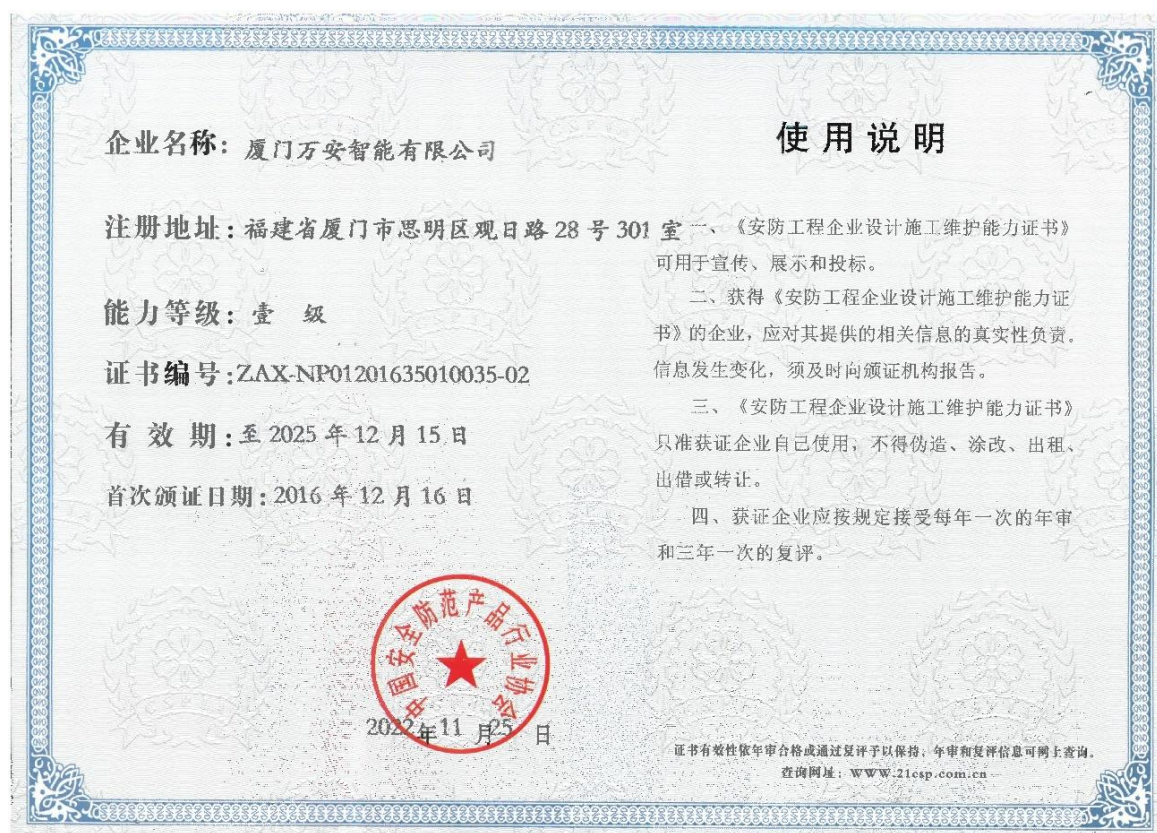 企业名称：厦门万安智能有限公司
注册地址：福建省厦门市思明区观日路28号301室
能力等级：壹 级
证书编号:ZAX-NP01201635010035-02
有 效 期:至2025年12月15日
首次颁证日期:2016年12月16日
中国安全防范产品行业协会
2022年11月25日
使用说明
一、《安防工程企业设计施工维护能力证书》
可用于宣传、展示和投标。
二、获得《安防工程企业设计施工维护能力证
书》的企业，应对其提供的相关信息的真实性负责。
信息发生变化，须及时向颁证机构报告。
三、《安防工程企业设计施工维护能力证书》
只准获证企业自己使用，不得伪造、涂改、出租、
出借或转让。
四、获证企业应按规定接受每年一次的年审
和三年一次的复评。
证书有效性依年审合格或通过复评予以保持，年审和复评信息可网上查询。
查询网址：WWW.21csp.com.cn